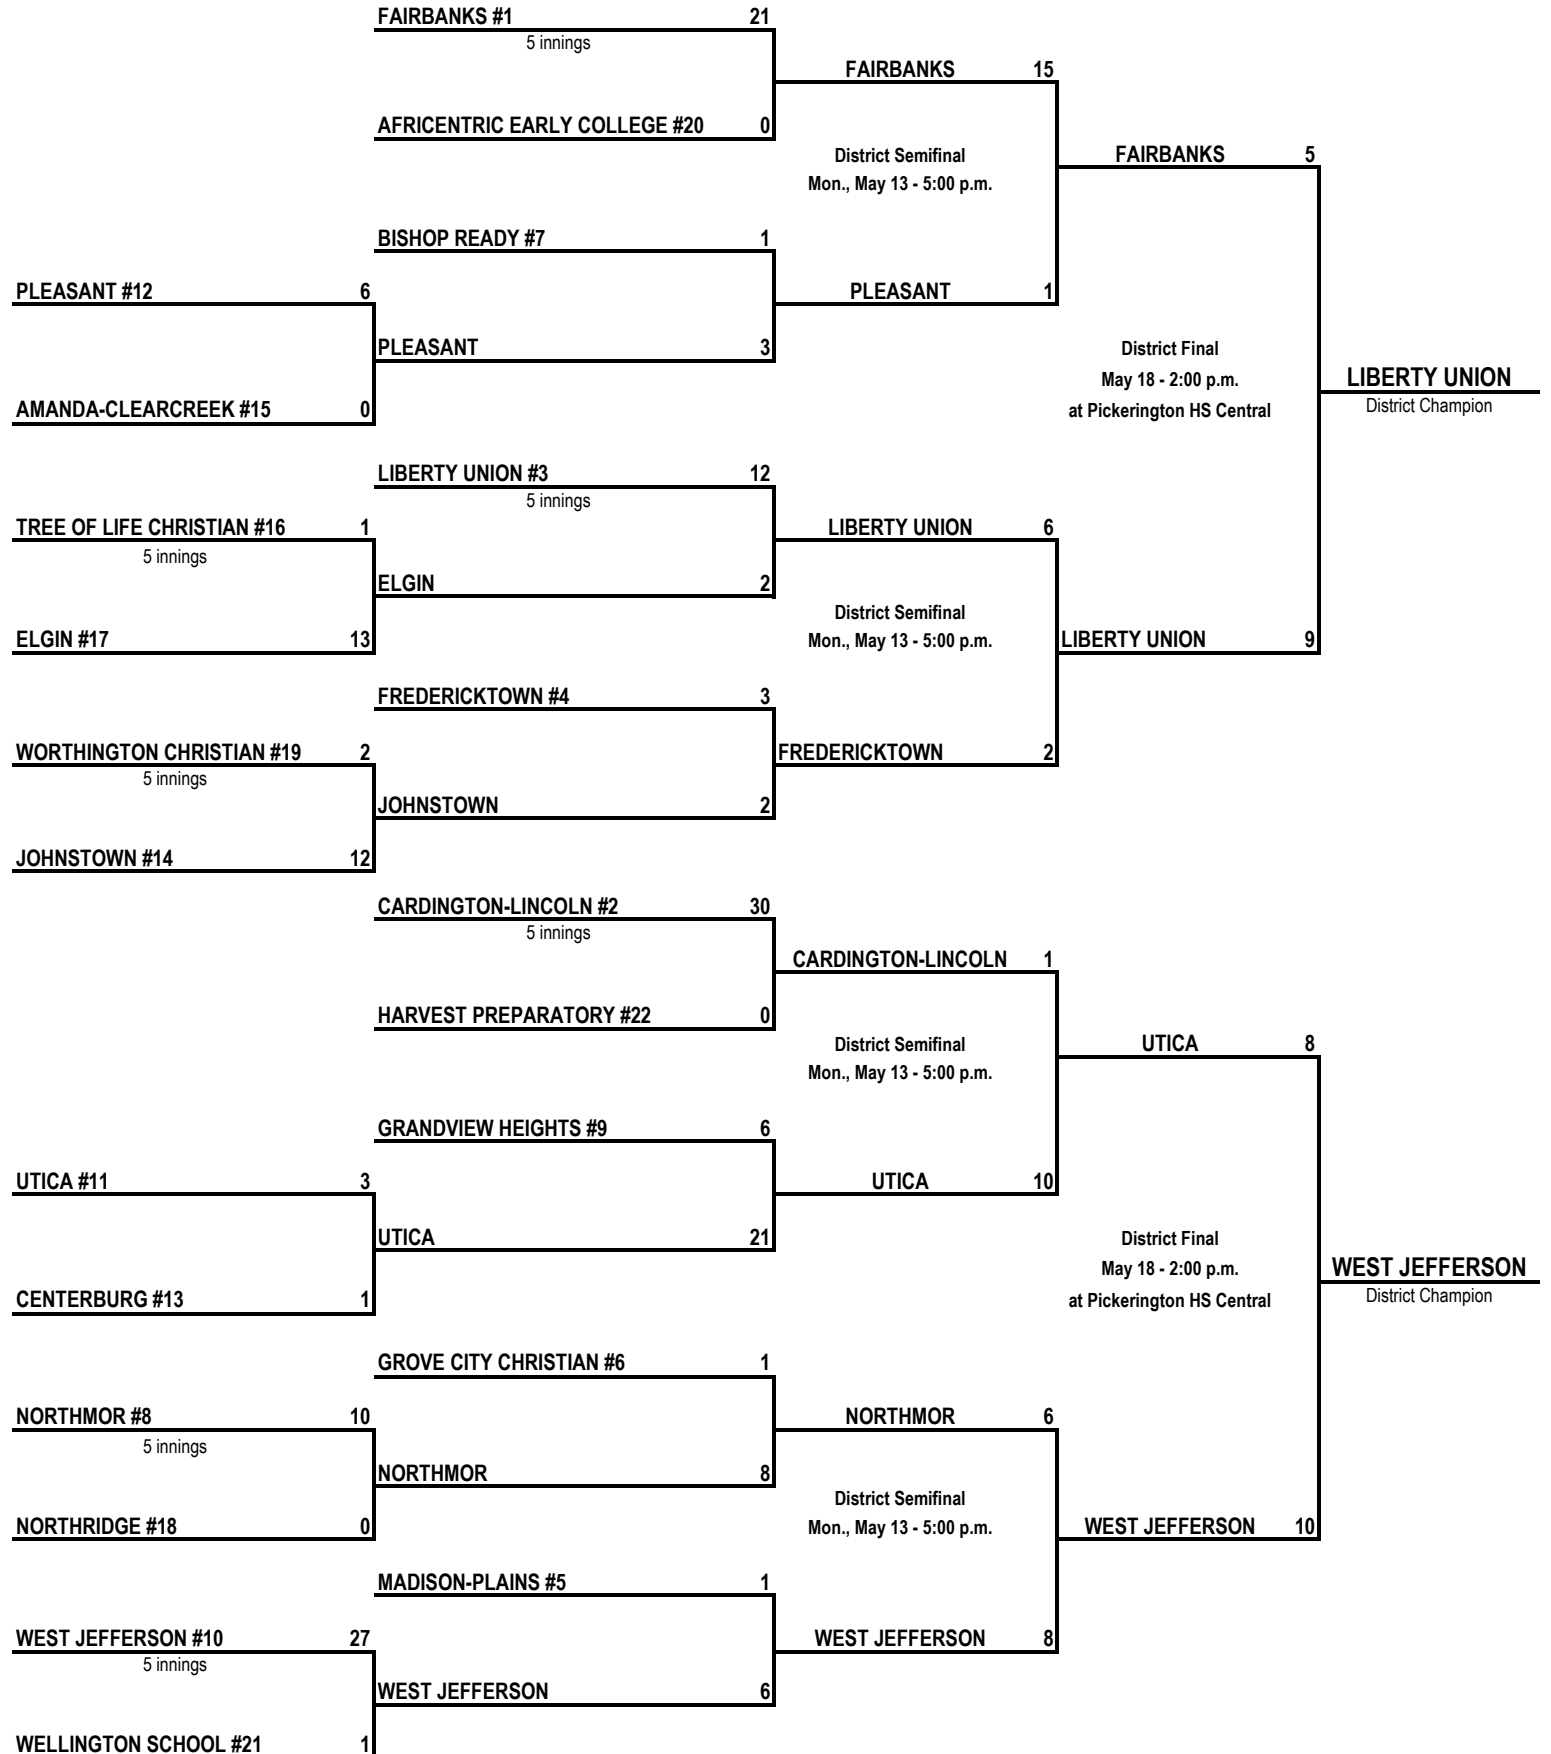 FAIRBANKS #1 21
5 innings
FAIRBANKS 15
AFRICENTRIC EARLY COLLEGE #20 0
District Semifinal
Mon., May 13 - 5:00 p.m.
FAIRBANKS 5
BISHOP READY #7 1
PLEASANT #12 6
PLEASANT 1
PLEASANT 3
District Final
May 18 - 2:00 p.m.
at Pickerington HS Central
LIBERTY UNION
District Champion
AMANDA-CLEARCREEK #15 0
LIBERTY UNION #3 12
5 innings
TREE OF LIFE CHRISTIAN #16 1
5 innings
LIBERTY UNION 6
ELGIN 2
District Semifinal
Mon., May 13 - 5:00 p.m.
ELGIN #17 13
LIBERTY UNION 9
FREDERICKTOWN #4 3
WORTHINGTON CHRISTIAN #19 2
5 innings
FREDERICKTOWN 2
JOHNSTOWN 2
JOHNSTOWN #14 12
CARDINGTON-LINCOLN #2 30
5 innings
CARDINGTON-LINCOLN 1
HARVEST PREPARATORY #22 0
District Semifinal
Mon., May 13 - 5:00 p.m.
UTICA 8
GRANDVIEW HEIGHTS #9 6
UTICA #11 3
UTICA 10
UTICA 21
District Final
May 18 - 2:00 p.m.
at Pickerington HS Central
WEST JEFFERSON
District Champion
CENTERBURG #13 1
GROVE CITY CHRISTIAN #6 1
NORTHMOR #8 10
5 innings
NORTHMOR 6
NORTHMOR 8
District Semifinal
Mon., May 13 - 5:00 p.m.
NORTHRIDGE #18 0
WEST JEFFERSON 10
MADISON-PLAINS #5 1
WEST JEFFERSON #10 27
5 innings
WEST JEFFERSON 8
WEST JEFFERSON 6
WELLINGTON SCHOOL #21 1